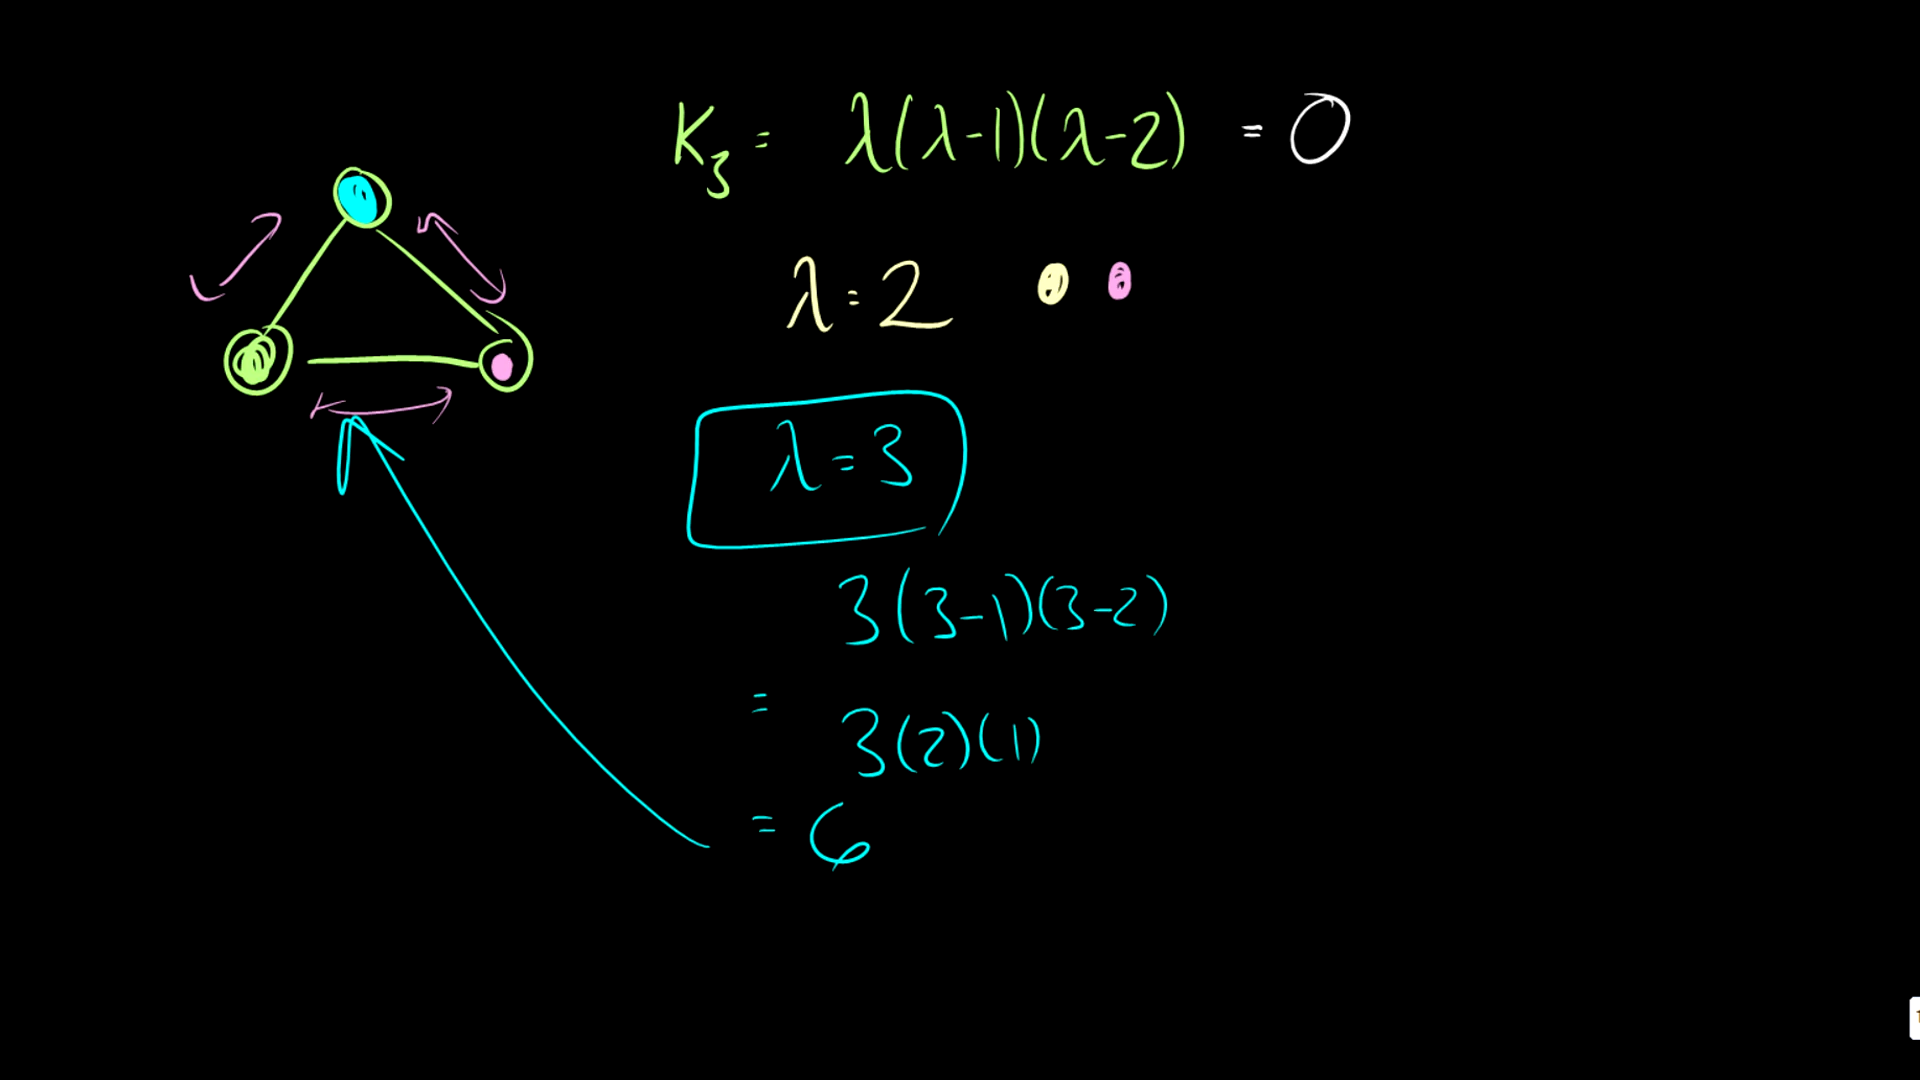 K₃ = λ(λ-1)(λ-2) = 0
λ = 2
λ = 3
3(3-1)(3-2)
=
3(2)(1)
= 6